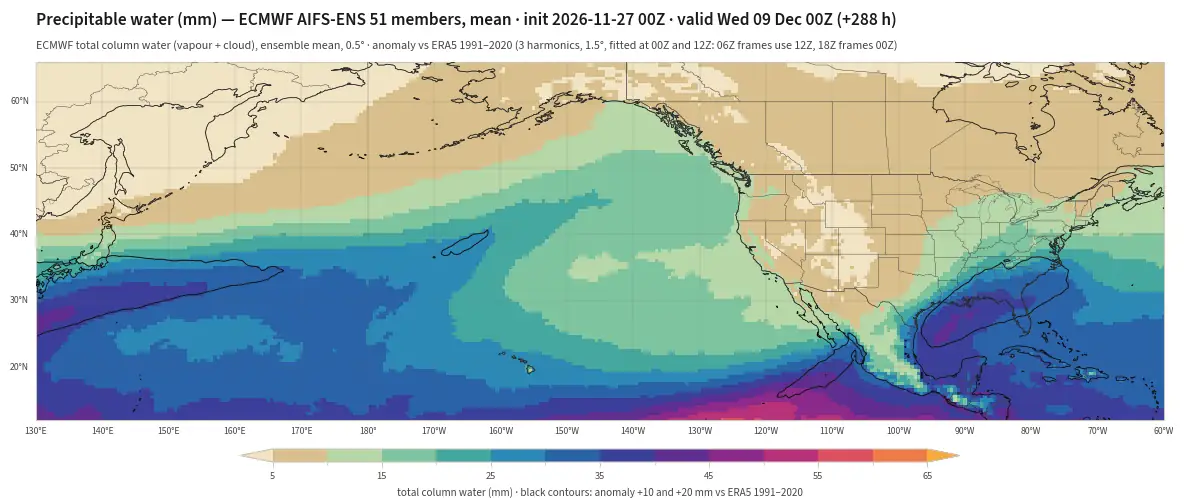 Precipitable water (mm) — ECMWF AIFS-ENS 51 members, mean · init 2026-11-27 00Z · valid Wed 09 Dec 00Z (+288 h)
ECMWF total column water (vapour + cloud), ensemble mean, 0.5° · anomaly vs ERA5 1991–2020 (3 harmonics, 1.5°, fitted at 00Z and 12Z: 06Z frames use 12Z, 18Z frames 00Z)
60°N
50°N
40°N
30°N
20°N
130°E 140°E 150°E 160°E 170°E 180° 170°W 160°W 150°W 140°W 130°W 120°W 110°W 100°W 90°W 80°W 70°W 60°W
5 15 25 35 45 55 65
total column water (mm) · black contours: anomaly +10 and +20 mm vs ERA5 1991–2020